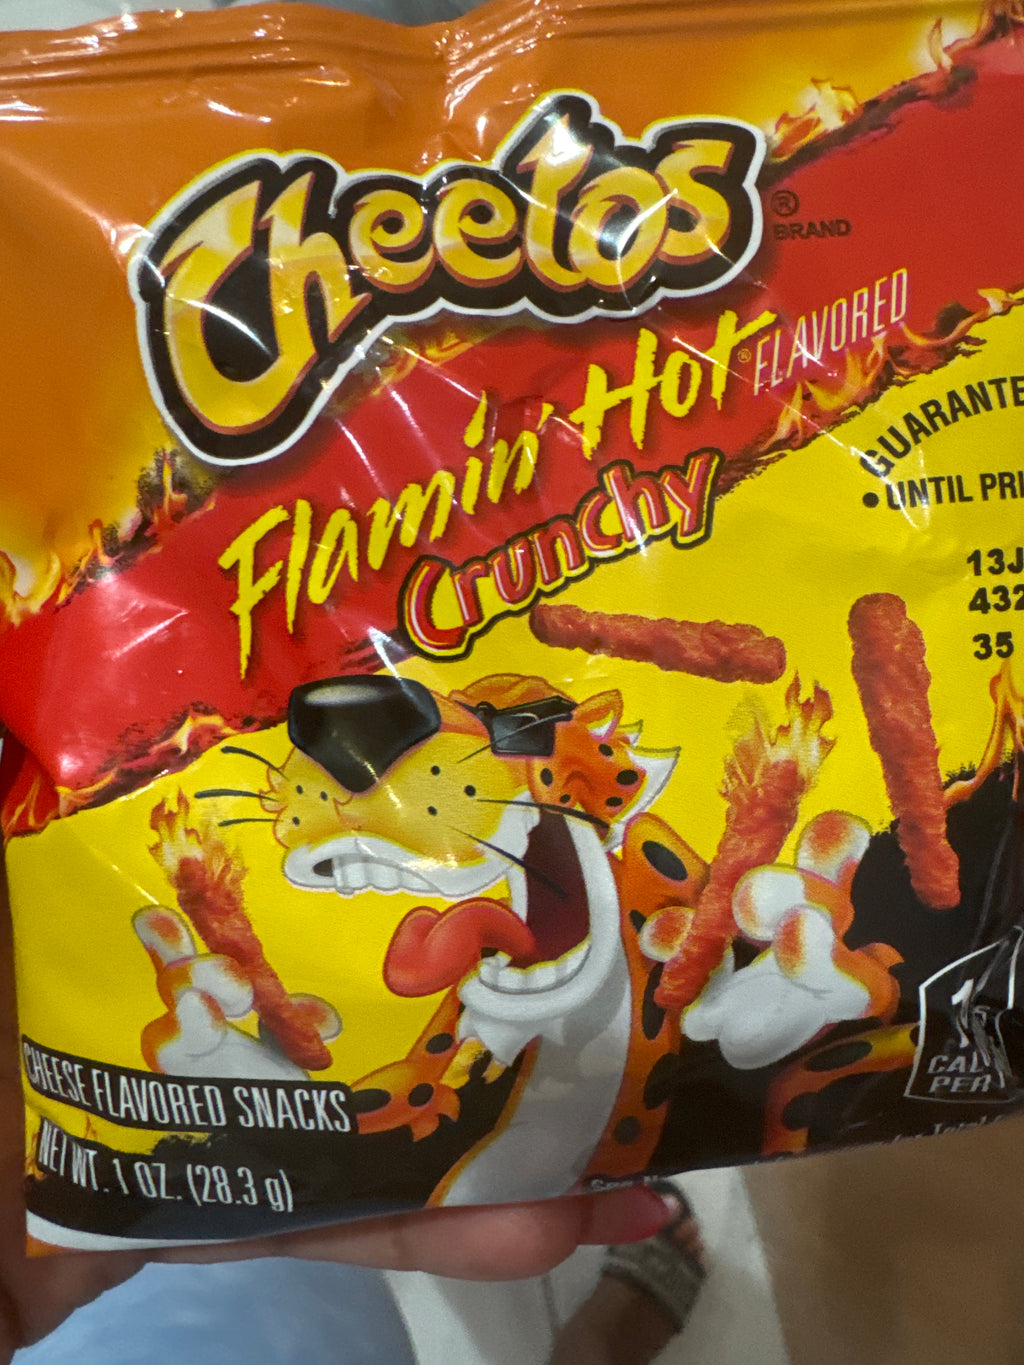 Cheetos
® BRAND
Flamin' Hot® FLAVORED
Crunchy
GUARANTE
• UNTIL PRI
13J
432
35
CAL
PER
CHEESE FLAVORED SNACKS
NET WT. 1 OZ. (28.3 g)